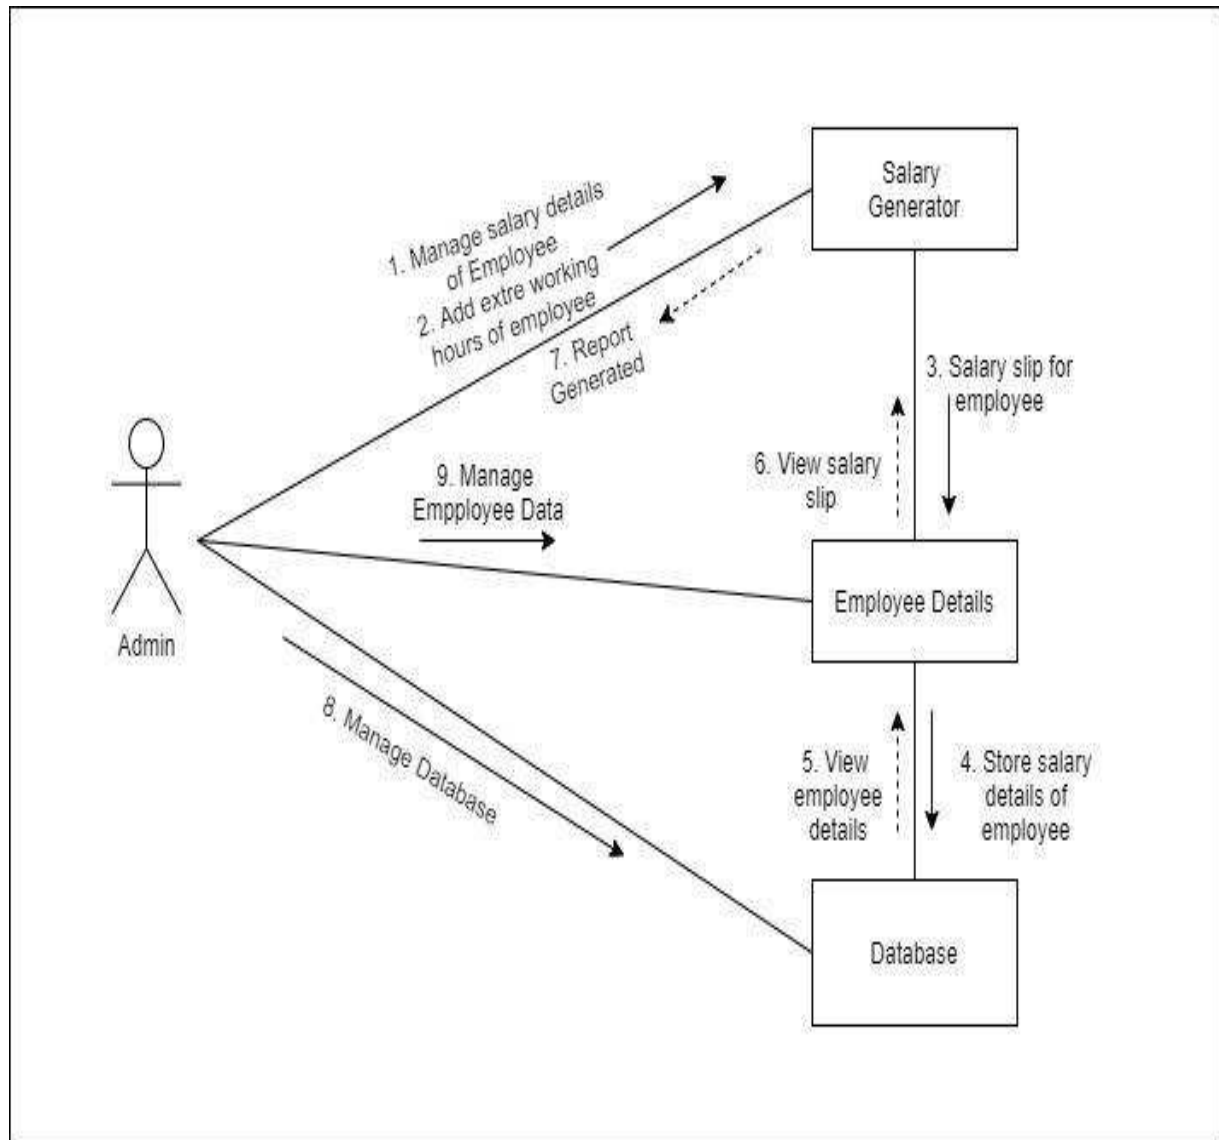 Salary
Generator
1. Manage salary details
of Employee
2. Add extre working
hours of employee
7. Report
Generated
3. Salary slip for
employee
6. View salary
slip
9. Manage
Empployee Data
Employee Details
Admin
8. Manage Database
5. View
employee
details
4. Store salary
details of
employee
Database